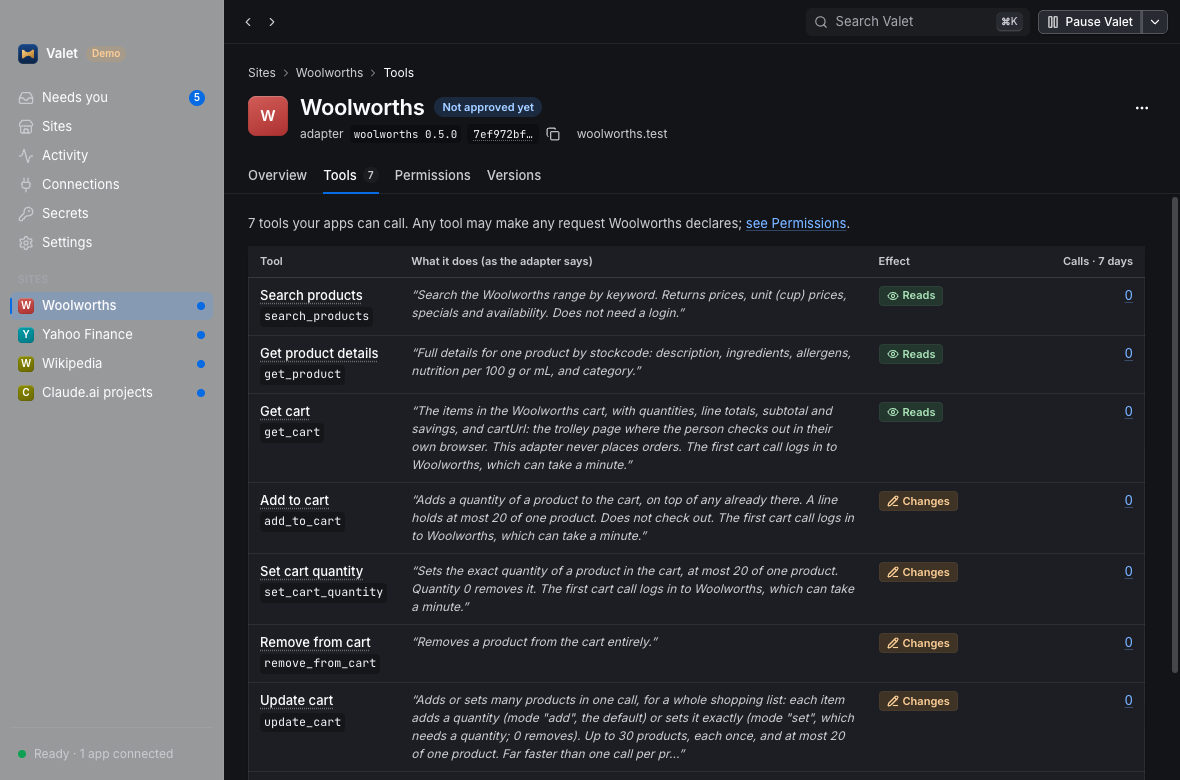 Search Valet
⌘K
Pause Valet
Valet
Demo
Needs you
5
Sites
Activity
Connections
Secrets
Settings
SITES
W
Woolworths
Y
Yahoo Finance
W
Wikipedia
C
Claude.ai projects
Ready · 1 app connected
Sites
Woolworths
Tools
W
Woolworths
Not approved yet
adapter
woolworths 0.5.0
7ef972bf…
woolworths.test
Overview
Tools
7
Permissions
Versions
7 tools your apps can call. Any tool may make any request Woolworths declares; see Permissions.
Tool
What it does (as the adapter says)
Effect
Calls · 7 days
Search products
search_products
“Search the Woolworths range by keyword. Returns prices, unit (cup) prices,
specials and availability. Does not need a login.”
Reads
0
Get product details
get_product
“Full details for one product by stockcode: description, ingredients, allergens,
nutrition per 100 g or mL, and category.”
Reads
0
Get cart
get_cart
“The items in the Woolworths cart, with quantities, line totals, subtotal and
savings, and cartUrl: the trolley page where the person checks out in their
own browser. This adapter never places orders. The first cart call logs in to
Woolworths, which can take a minute.”
Reads
0
Add to cart
add_to_cart
“Adds a quantity of a product to the cart, on top of any already there. A line
holds at most 20 of one product. Does not check out. The first cart call logs in
to Woolworths, which can take a minute.”
Changes
0
Set cart quantity
set_cart_quantity
“Sets the exact quantity of a product in the cart, at most 20 of one product.
Quantity 0 removes it. The first cart call logs in to Woolworths, which can take
a minute.”
Changes
0
Remove from cart
remove_from_cart
“Removes a product from the cart entirely.”
Changes
0
Update cart
update_cart
“Adds or sets many products in one call, for a whole shopping list: each item
adds a quantity (mode "add", the default) or sets it exactly (mode "set", which
needs a quantity; 0 removes). Up to 30 products, each once, and at most 20
of one product. Far faster than one call per pr…”
Changes
0